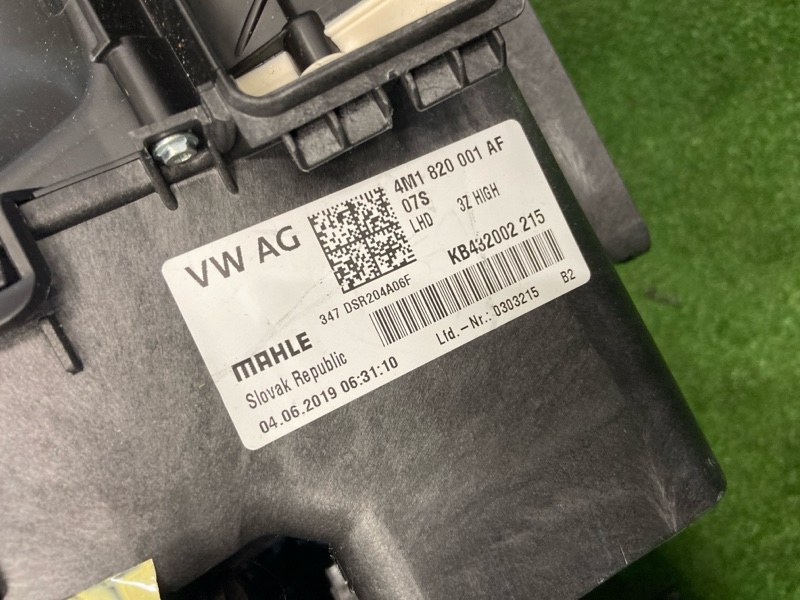 VW AG
4M1 820 001 AF
07S
LHD 3Z HIGH
347 DSR204A06F
KB432002 215
MAHLE
Slovak Republic
04.06.2019 06:31:10
Lfd.-Nr.: 0303215 B2